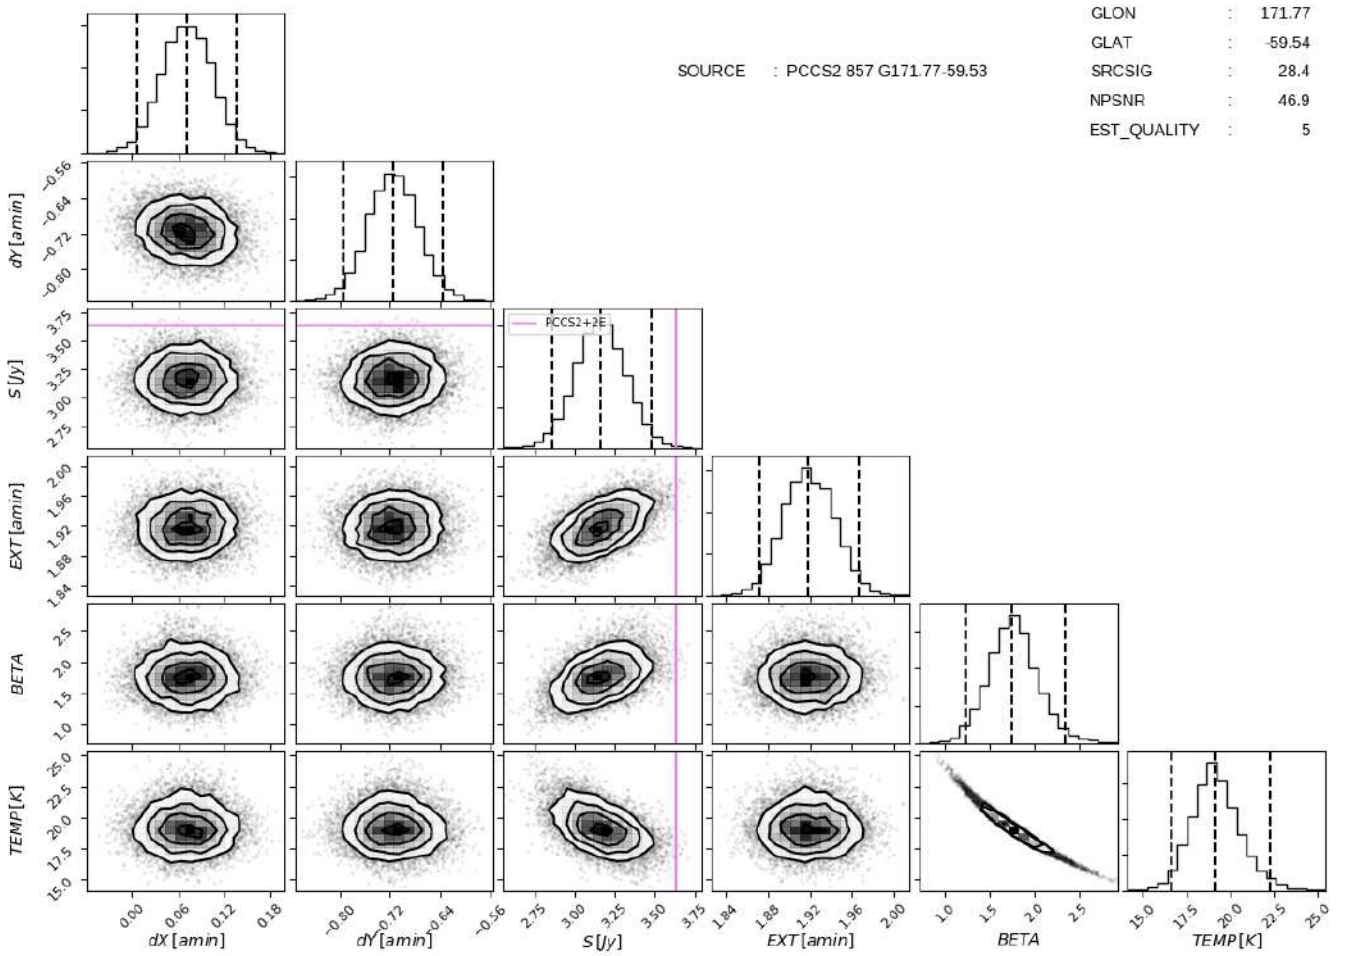 GLON : 171.77
GLAT : -59.54
SOURCE : PCCS2 857 G171.77-59.53
SRCSIG : 28.4
NPSNR : 46.9
EST_QUALITY : 5
dY[amin]
−0.56
−0.64
−0.72
−0.80
S[Jy]
3.75
3.50
3.25
3.00
2.75
PCCS2+2E
EXT[amin]
2.00
1.96
1.92
1.88
1.84
BETA
2.5
2.0
1.5
1.0
TEMP[K]
25.0
22.5
20.0
17.5
15.0
0.00 0.06 0.12 0.18
−0.80 −0.72 −0.64 −0.56
2.75 3.00 3.25 3.50 3.75
1.84 1.88 1.92 1.96 2.00
1.0 1.5 2.0 2.5
15.0 17.5 20.0 22.5 25.0
dX[amin] dY[amin] S[Jy] EXT[amin] BETA TEMP[K]